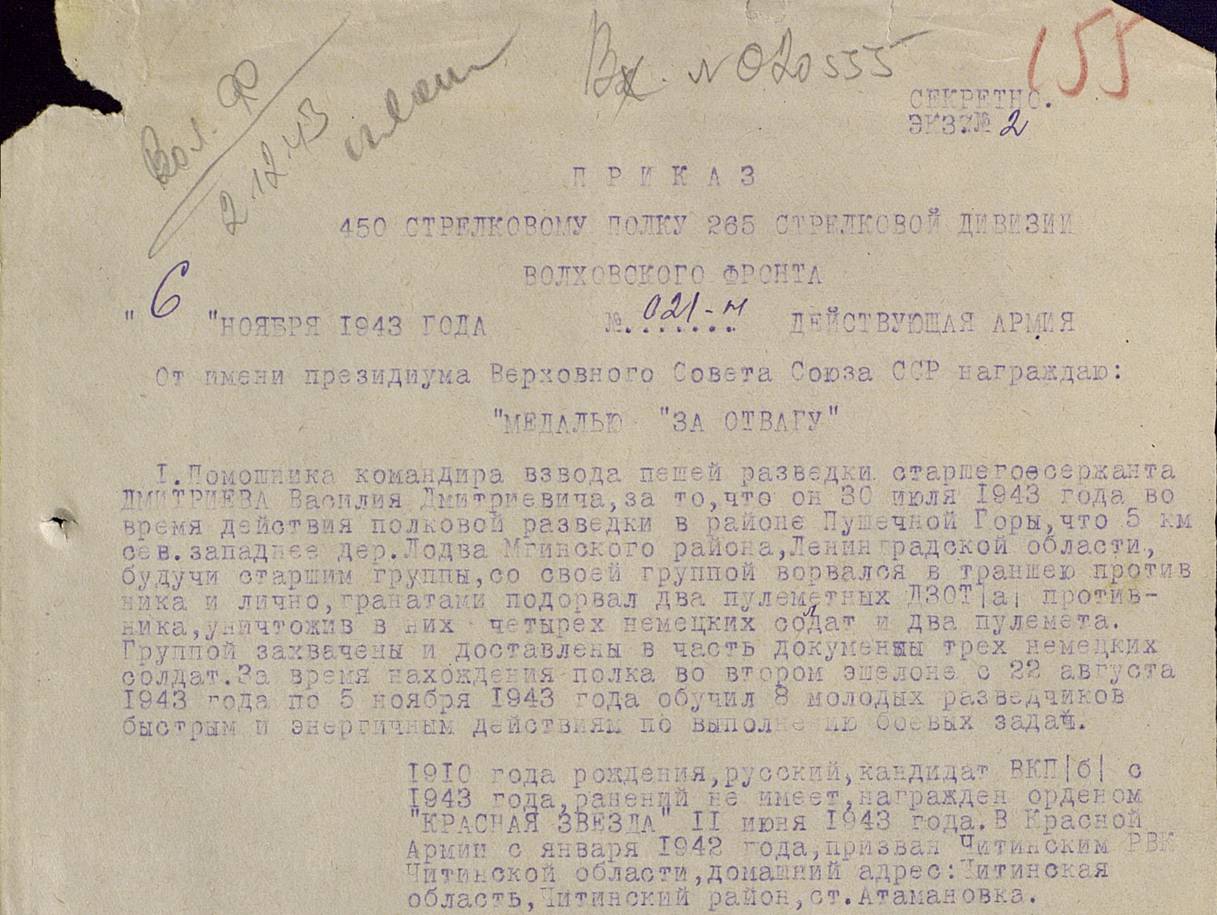 155
Вх. № 020555
Вол. Ф
2.12.43
СЕКРЕТНО.
ЭКЗ.№ 2
П Р И К А З
450 СТРЕЛКОВОМУ ПОЛКУ 265 СТРЕЛКОВОЙ ДИВИЗИИ
ВОЛХОВСКОГО ФРОНТА
" 6 "НОЯБРЯ 1943 ГОДА №. 021-н ДЕЙСТВУЮЩАЯ АРМИЯ
От имени президиума Верховного Совета Союза ССР награждаю:
"МЕДАЛЬЮ "ЗА ОТВАГУ"
I.Помошника командира взвода пешей разведки старшегоесержанта
ДМИТРИЕВА Василия Дмитриевича,за то,что он 30 июля 1943 года во
время действия полковой разведки в районе Пушечной Горы,что 5 км
сев.западнее дер.Лодва Мгинского района,Ленинградской области,
будучи старшим группы,со своей группой ворвался в траншею против
ника и лично,гранатами подорвал два пулеметных ДЗОТ|а| против-
ника,уничтожив в них четырех немецких солдат и два пулемета.
Группой захвачены и доставлены в часть документы трех немецких
солдат.За время нахождения полка во втором эшелоне с 22 августа
1943 года по 5 ноября 1943 года обучил 8 молодых разведчиков
быстрым и энергичным действиям по выполнению боевых задач.
1910 года рождения,русский,кандидат ВКП|б| с
1943 года,ранений не имеет,награжден орденом
"КРАСНАЯ ЗВЕЗДА" II июня 1943 года.В Красной
Армии с января 1942 года,призван Читинским РВК
Читинской области,домашний адрес:Читинская
область,Читинский район,ст.Атамановка.